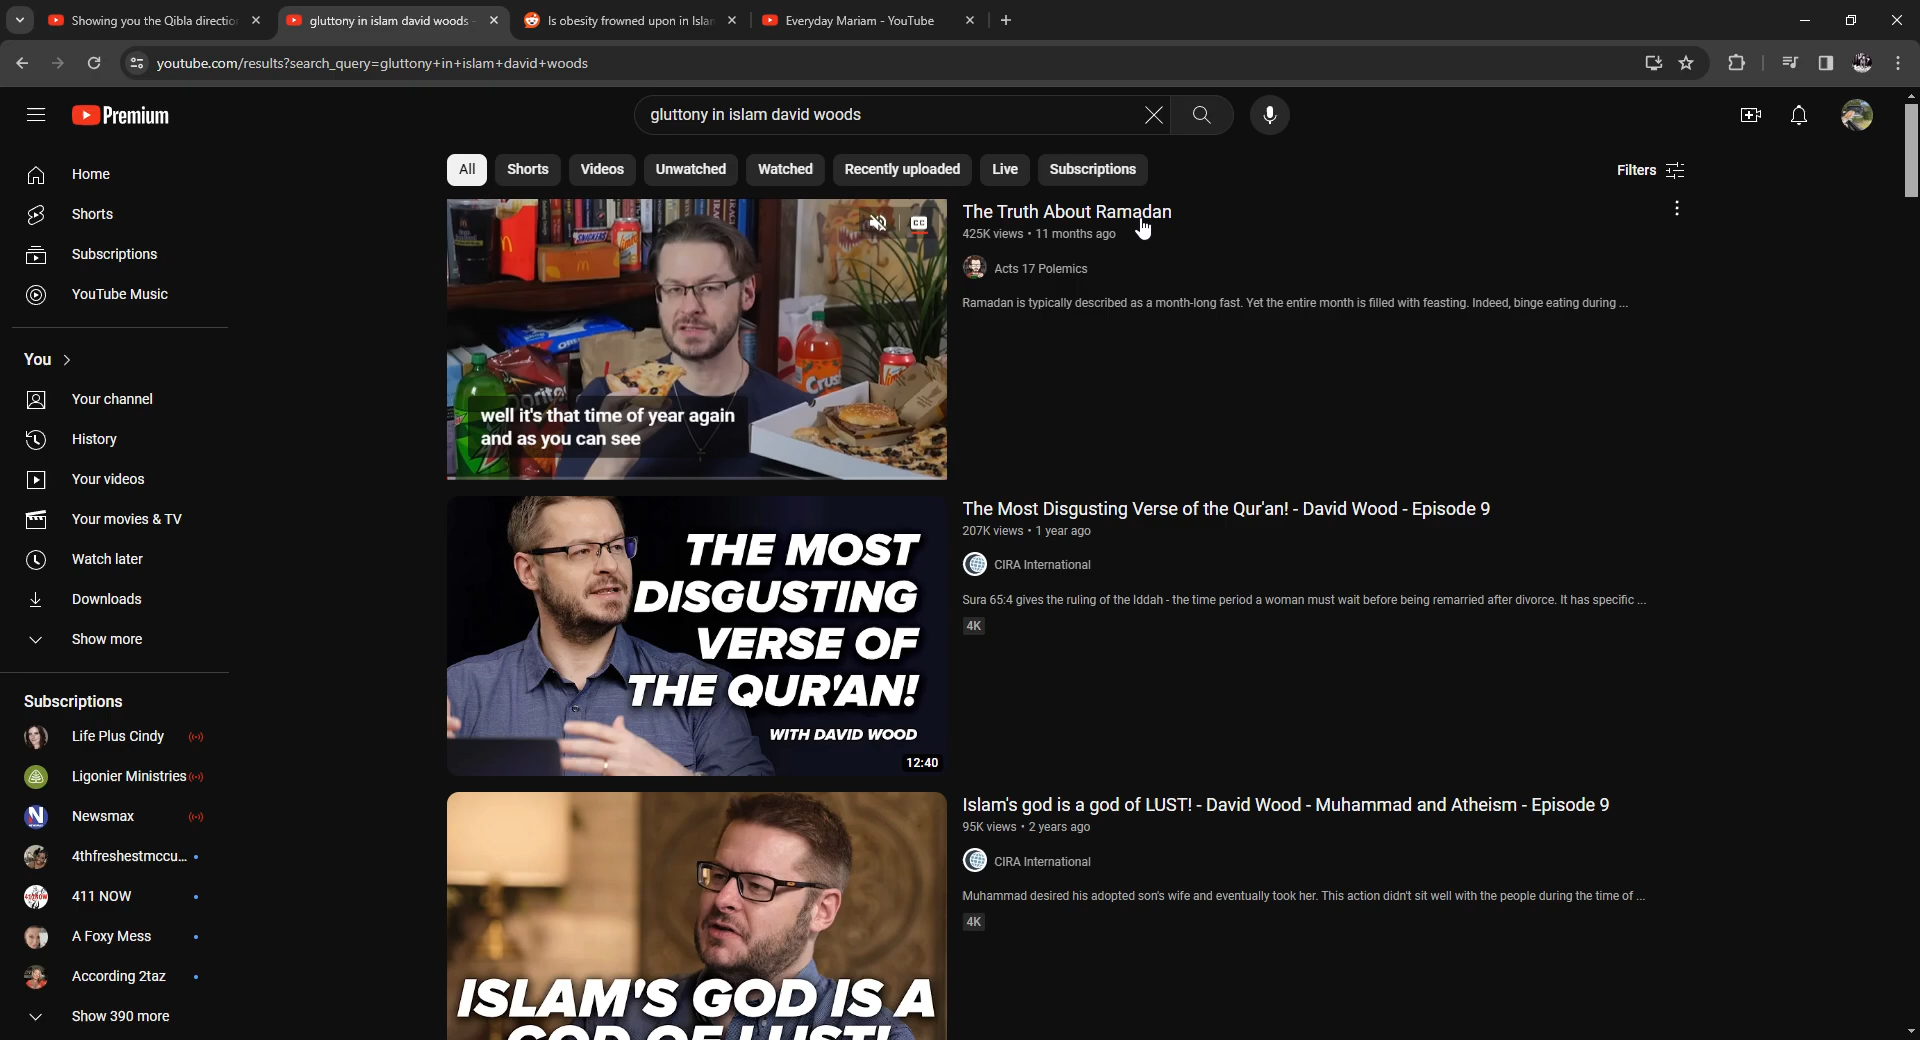 Showing you the Qibla directio
gluttony in islam david woods -
Is obesity frowned upon in Islam
Everyday Mariam - YouTube
youtube.com/results?search_query=gluttony+in+islam+david+woods
Premium
gluttony in islam david woods
Home
Shorts
Subscriptions
YouTube Music
You
Your channel
History
Your videos
Your movies & TV
Watch later
Downloads
Show more
Subscriptions
Life Plus Cindy
Ligonier Ministries
Newsmax
4thfreshestmccu...
411 NOW
A Foxy Mess
According 2taz
Show 390 more
All
Shorts
Videos
Unwatched
Watched
Recently uploaded
Live
Subscriptions
Filters
CC
SNICKERS
Doritos
Crus
well it's that time of year again
and as you can see
The Truth About Ramadan
425K views • 11 months ago
Acts 17 Polemics
Ramadan is typically described as a month-long fast. Yet the entire month is filled with feasting. Indeed, binge eating during ...
THE MOST
DISGUSTING
VERSE OF
THE QUR'AN!
WITH DAVID WOOD
12:40
The Most Disgusting Verse of the Qur'an! - David Wood - Episode 9
207K views • 1 year ago
CIRA International
Sura 65:4 gives the ruling of the Iddah - the time period a woman must wait before being remarried after divorce. It has specific ...
4K
ISLAM'S GOD IS A
GOD OF LUST!
Islam's god is a god of LUST! - David Wood - Muhammad and Atheism - Episode 9
95K views • 2 years ago
CIRA International
Muhammad desired his adopted son's wife and eventually took her. This action didn't sit well with the people during the time of ...
4K